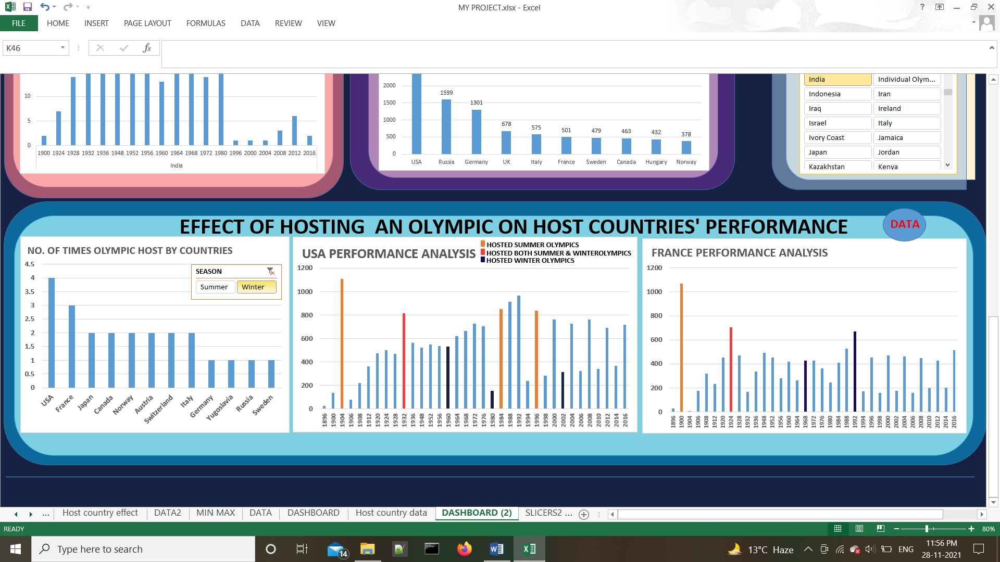 MY PROJECT.xlsx - Excel
?
FILE HOME INSERT PAGE LAYOUT FORMULAS DATA REVIEW VIEW
K46
fx
10
5
0
1900 1924 1928 1932 1936 1948 1952 1956 1960 1964 1968 1972 1980 1996 2000 2004 2008 2012 2016
India
2000
1500
1000
500
0
1599
1301
678
575
501
479
463
432
378
USA Russia Germany UK Italy France Sweden Canada Hungary Norway
India Individual Olym...
Indonesia Iran
Iraq Ireland
Israel Italy
Ivory Coast Jamaica
Japan Jordan
Kazakhstan Kenya
EFFECT OF HOSTING AN OLYMPIC ON HOST COUNTRIES' PERFORMANCE
DATA
NO. OF TIMES OLYMPIC HOST BY COUNTRIES
4.5
4
3.5
3
2.5
2
1.5
1
0.5
0
SEASON
Summer Winter
USA France Japan Canada Norway Austria Switzerland Italy Germany Yugoslavia Russia Sweden
USA PERFORMANCE ANALYSIS
HOSTED SUMMER OLYMPICS
HOSTED BOTH SUMMER & WINTEROLYMPICS
HOSTED WINTER OLYMPICS
1200
1000
800
600
400
200
0
1896 1900 1904 1906 1908 1912 1920 1924 1928 1932 1936 1948 1952 1956 1960 1964 1968 1972 1976 1980 1984 1988 1992 1994 1996 1998 2000 2002 2004 2006 2008 2010 2012 2014 2016
FRANCE PERFORMANCE ANALYSIS
1200
1000
800
600
400
200
0
1896 1900 1904 1906 1908 1912 1920 1924 1928 1932 1936 1948 1952 1956 1960 1964 1968 1972 1976 1980 1984 1988 1992 1994 1996 1998 2000 2002 2004 2006 2008 2010 2012 2014 2016
... Host country effect DATA2 MIN MAX DATA DASHBOARD Host country data DASHBOARD (2) SLICERS2 ...
READY
80%
Type here to search
14
13°C Haze
ENG
11:56 PM
28-11-2021